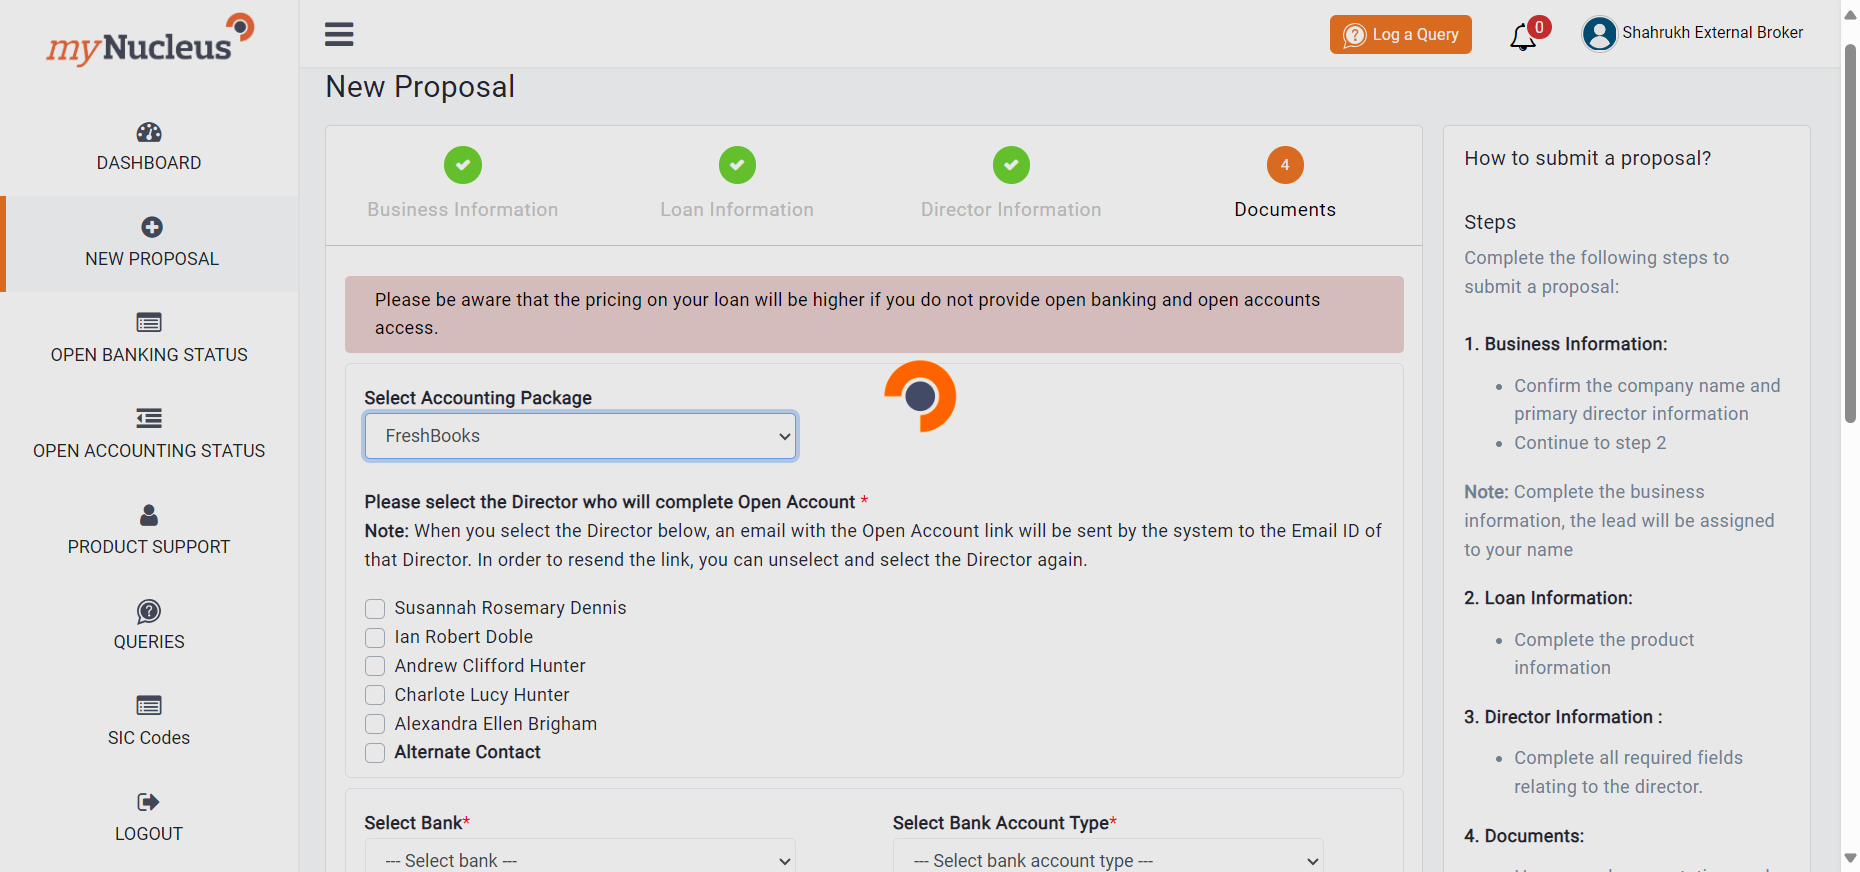 myNucleus
DASHBOARD
NEW PROPOSAL
OPEN BANKING STATUS
OPEN ACCOUNTING STATUS
PRODUCT SUPPORT
QUERIES
SIC Codes
LOGOUT
Log a Query
0
Shahrukh External Broker
New Proposal
Business Information
Loan Information
Director Information
4
Documents
Please be aware that the pricing on your loan will be higher if you do not provide open banking and open accounts
access.
Select Accounting Package
FreshBooks
Please select the Director who will complete Open Account *
Note: When you select the Director below, an email with the Open Account link will be sent by the system to the Email ID of
that Director. In order to resend the link, you can unselect and select the Director again.
Susannah Rosemary Dennis
Ian Robert Doble
Andrew Clifford Hunter
Charlote Lucy Hunter
Alexandra Ellen Brigham
Alternate Contact
Select Bank*
--- Select bank ---
Select Bank Account Type*
--- Select bank account type ---
How to submit a proposal?
Steps
Complete the following steps to
submit a proposal:
1. Business Information:
Confirm the company name and
primary director information
Continue to step 2
Note: Complete the business
information, the lead will be assigned
to your name
2. Loan Information:
Complete the product
information
3. Director Information :
Complete all required fields
relating to the director.
4. Documents: